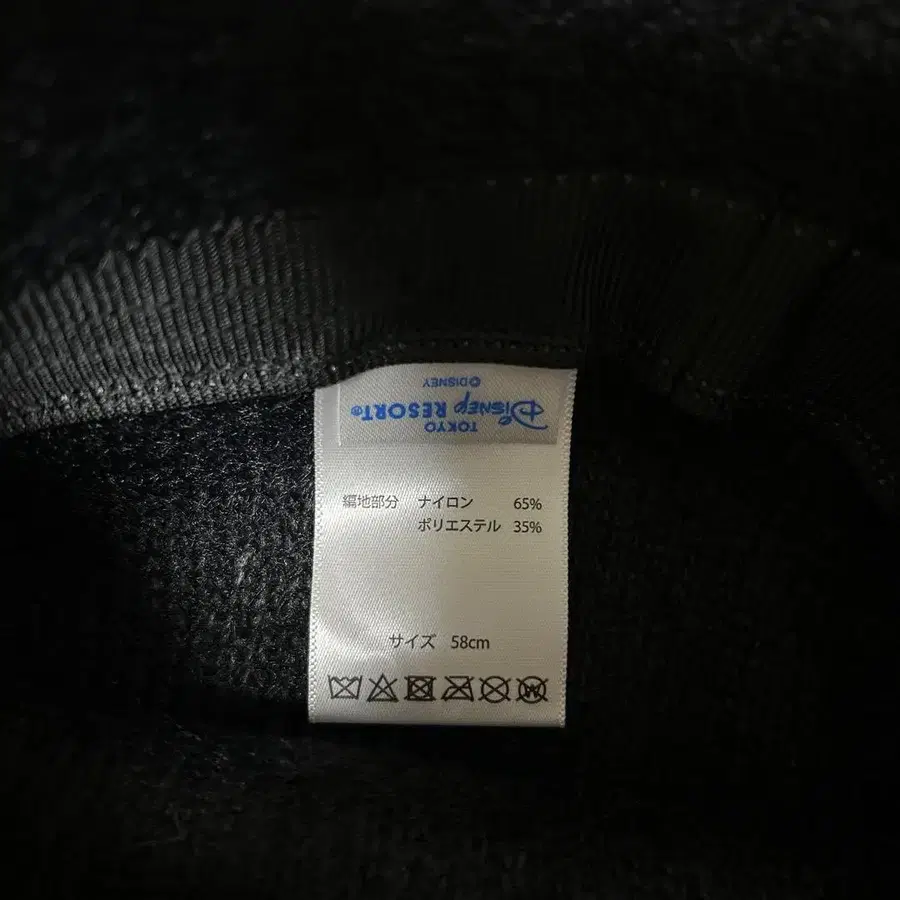 TOKYO
DISNEY RESORT®
©DISNEY
編地部分 ナイロン 65%
ポリエステル 35%
サイズ 58cm